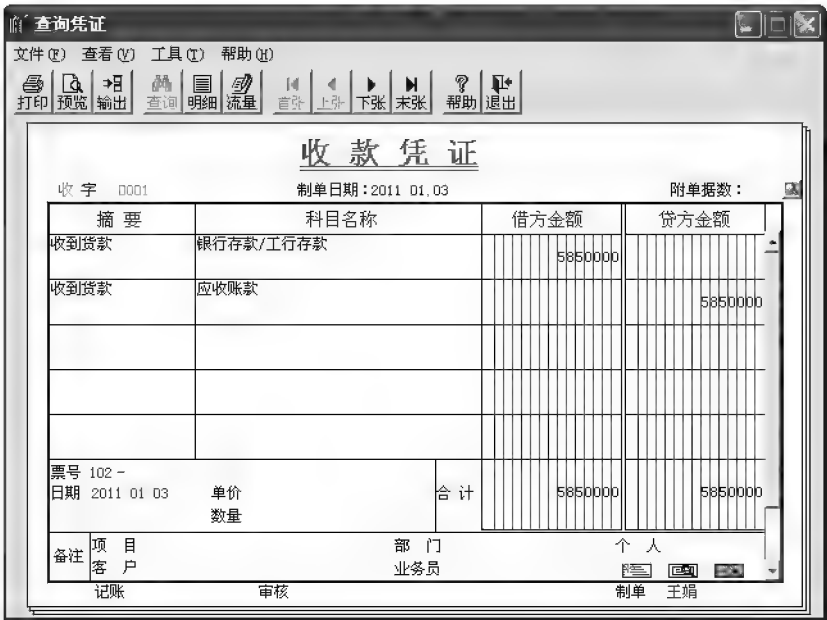 查询凭证
文件(F) 查看(V) 工具(T) 帮助(H)
打印 预览 输出 查询 明细 流量 首张 上张 下张 末张 帮助 退出
收款凭证
收 字 0001 制单日期:2011 01.03 附单据数:
摘要 科目名称 借方金额 贷方金额
收到货款 银行存款/工行存款 5850000
收到货款 应收账款 5850000
票号 102 -
日期 2011 01 03 单价 合计 5850000 5850000
数量
备注 项目 部门 个人
客户 业务员
记账 审核 制单 王娟